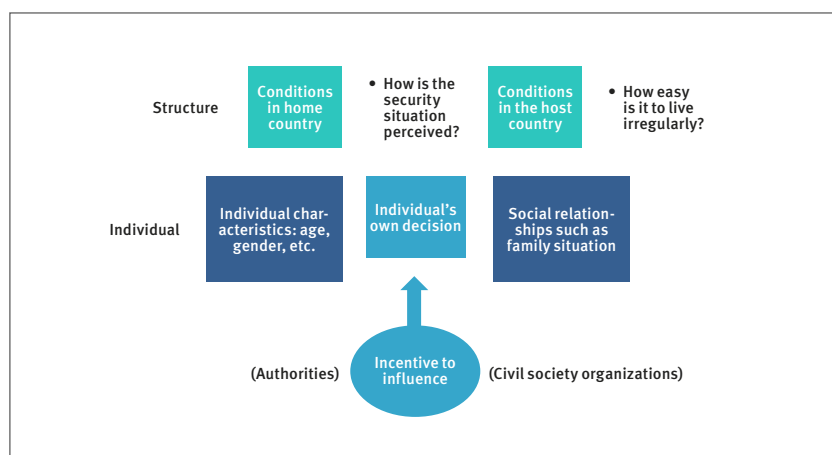 Structure
Conditions
in home
country
• How is the
security
situation
perceived?
Conditions
in the host
country
• How easy
is it to live
irregularly?
Individual
Individual char-
acteristics: age,
gender, etc.
Individual's
own decision
Social relation-
ships such as
family situation
(Authorities)
Incentive to
influence
(Civil society organizations)